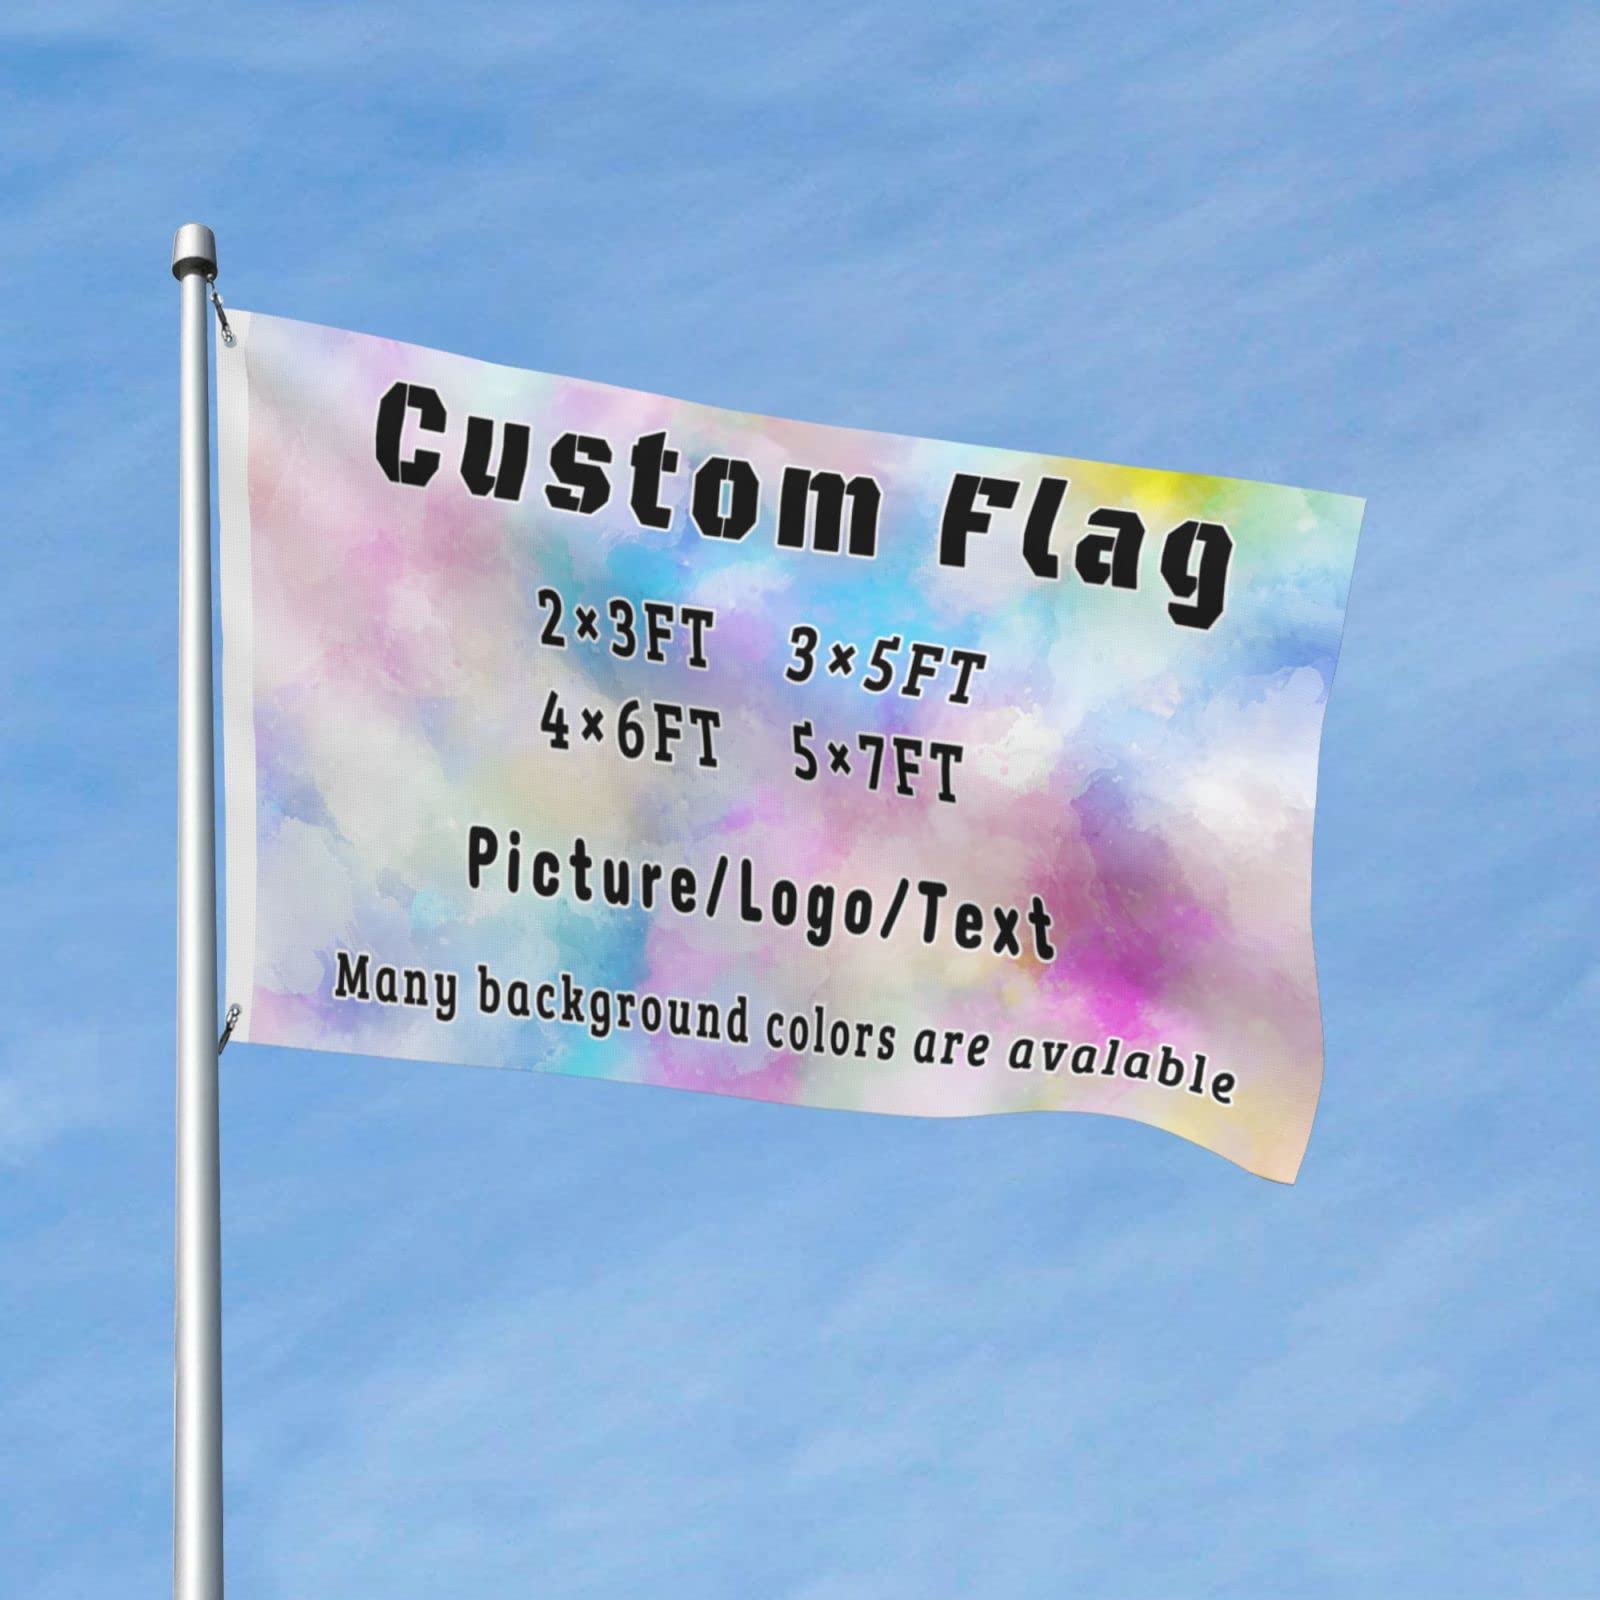 Custom Flag
2×3FT 3×5FT
4×6FT 5×7FT
Picture/Logo/Text
Many background colors are avalable